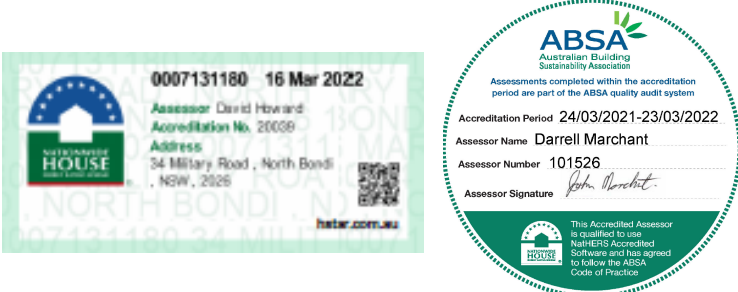 0007131180 16 Mar 2022
Assessor David Howard
Accreditation No. 20039
Address
34 Military Road , North Bondi
, NSW , 2026
NATIONWIDE
HOUSE
ENERGY RATING SCHEME
hstar.com.au
ABSA
Australian Building
Sustainability Association
Assessments completed within the accreditation
period are part of the ABSA quality audit system
Accreditation Period 24/03/2021-23/03/2022
Assessor Name Darrell Marchant
Assessor Number 101526
Assessor Signature
This Accredited Assessor
is qualified to use
NatHERS Accredited
Software and has agreed
to follow the ABSA
Code of Practice
NATIONWIDE
HOUSE